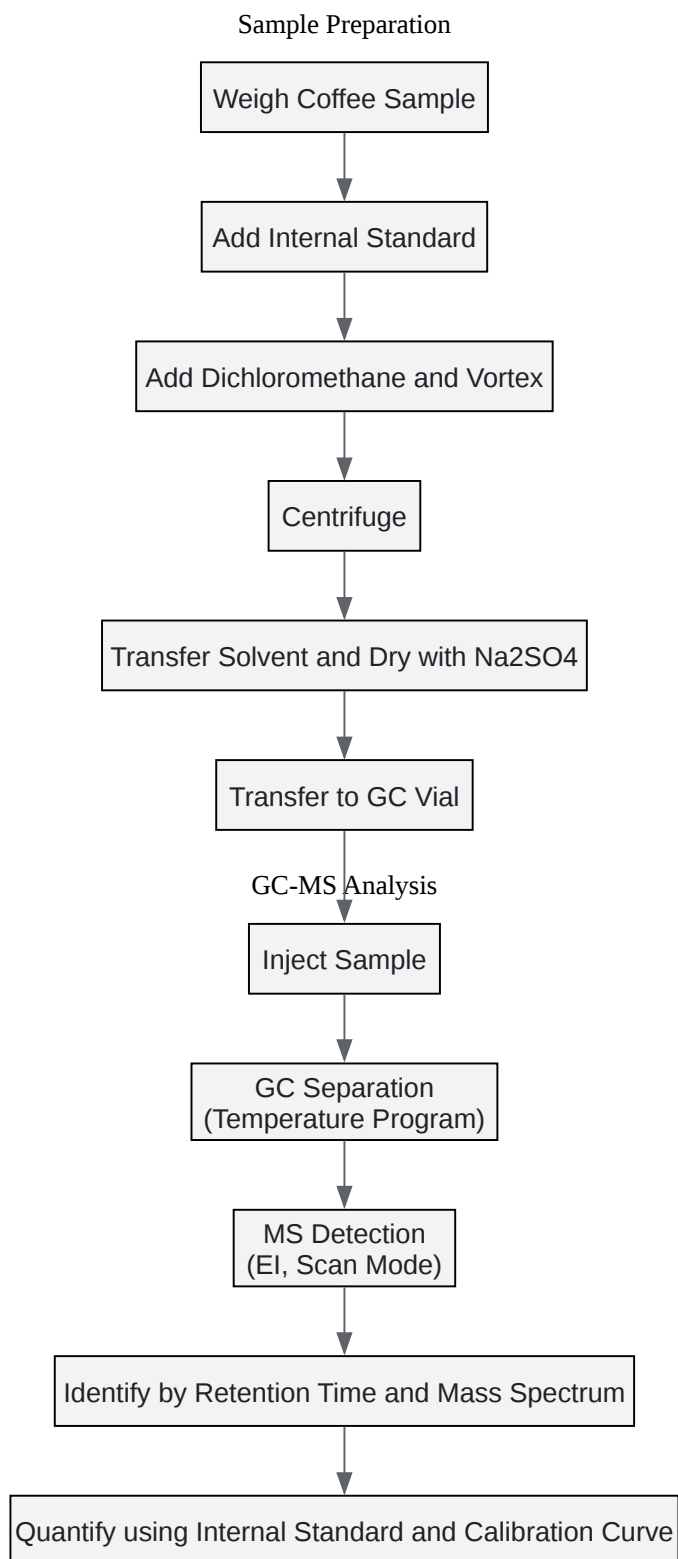 Sample Preparation
Weigh Coffee Sample
Add Internal Standard
Add Dichloromethane and Vortex
Centrifuge
Transfer Solvent and Dry with Na2SO4
Transfer to GC Vial
GC-MS Analysis
Inject Sample
GC Separation
(Temperature Program)
MS Detection
(EI, Scan Mode)
Identify by Retention Time and Mass Spectrum
Quantify using Internal Standard and Calibration Curve